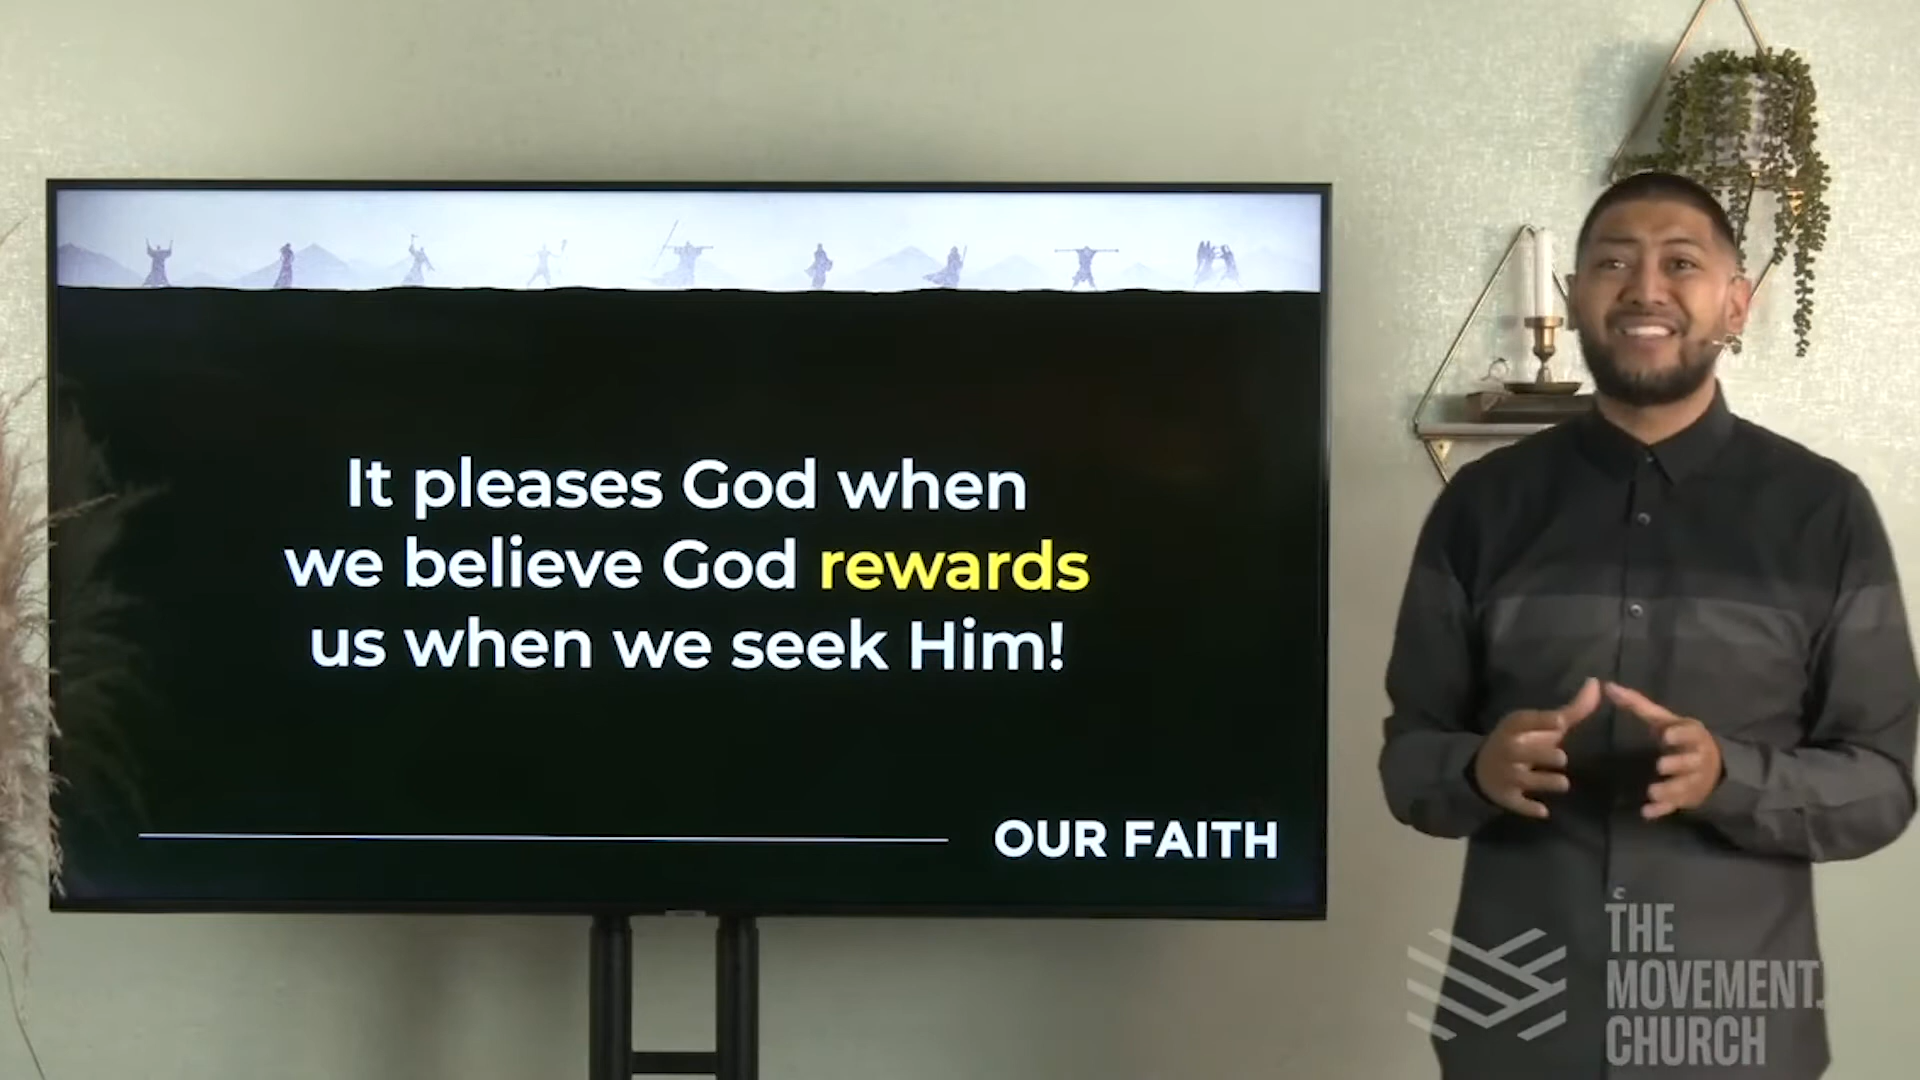 It pleases God when
we believe God rewards
us when we seek Him!
OUR FAITH
THE
MOVEMENT.
CHURCH